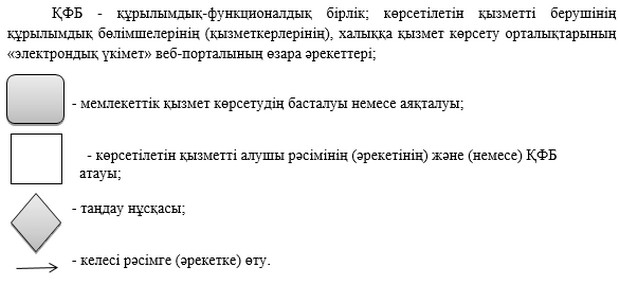 ҚФБ - құрылымдық-функционалдық бірлік; көрсетілетін қызметті берушінің
құрылымдық бөлімшелерінің (қызметкерлерінің), халыққа қызмет көрсету орталықтарының
«электрондық үкімет» веб-порталының өзара әрекеттері;
- мемлекеттік қызмет көрсетудің басталуы немесе аяқталуы;
- көрсетілетін қызметті алушы рәсімінің (әрекетінің) және (немесе) ҚФБ
атауы;
- таңдау нұсқасы;
- келесі рәсімге (әрекетке) өту.